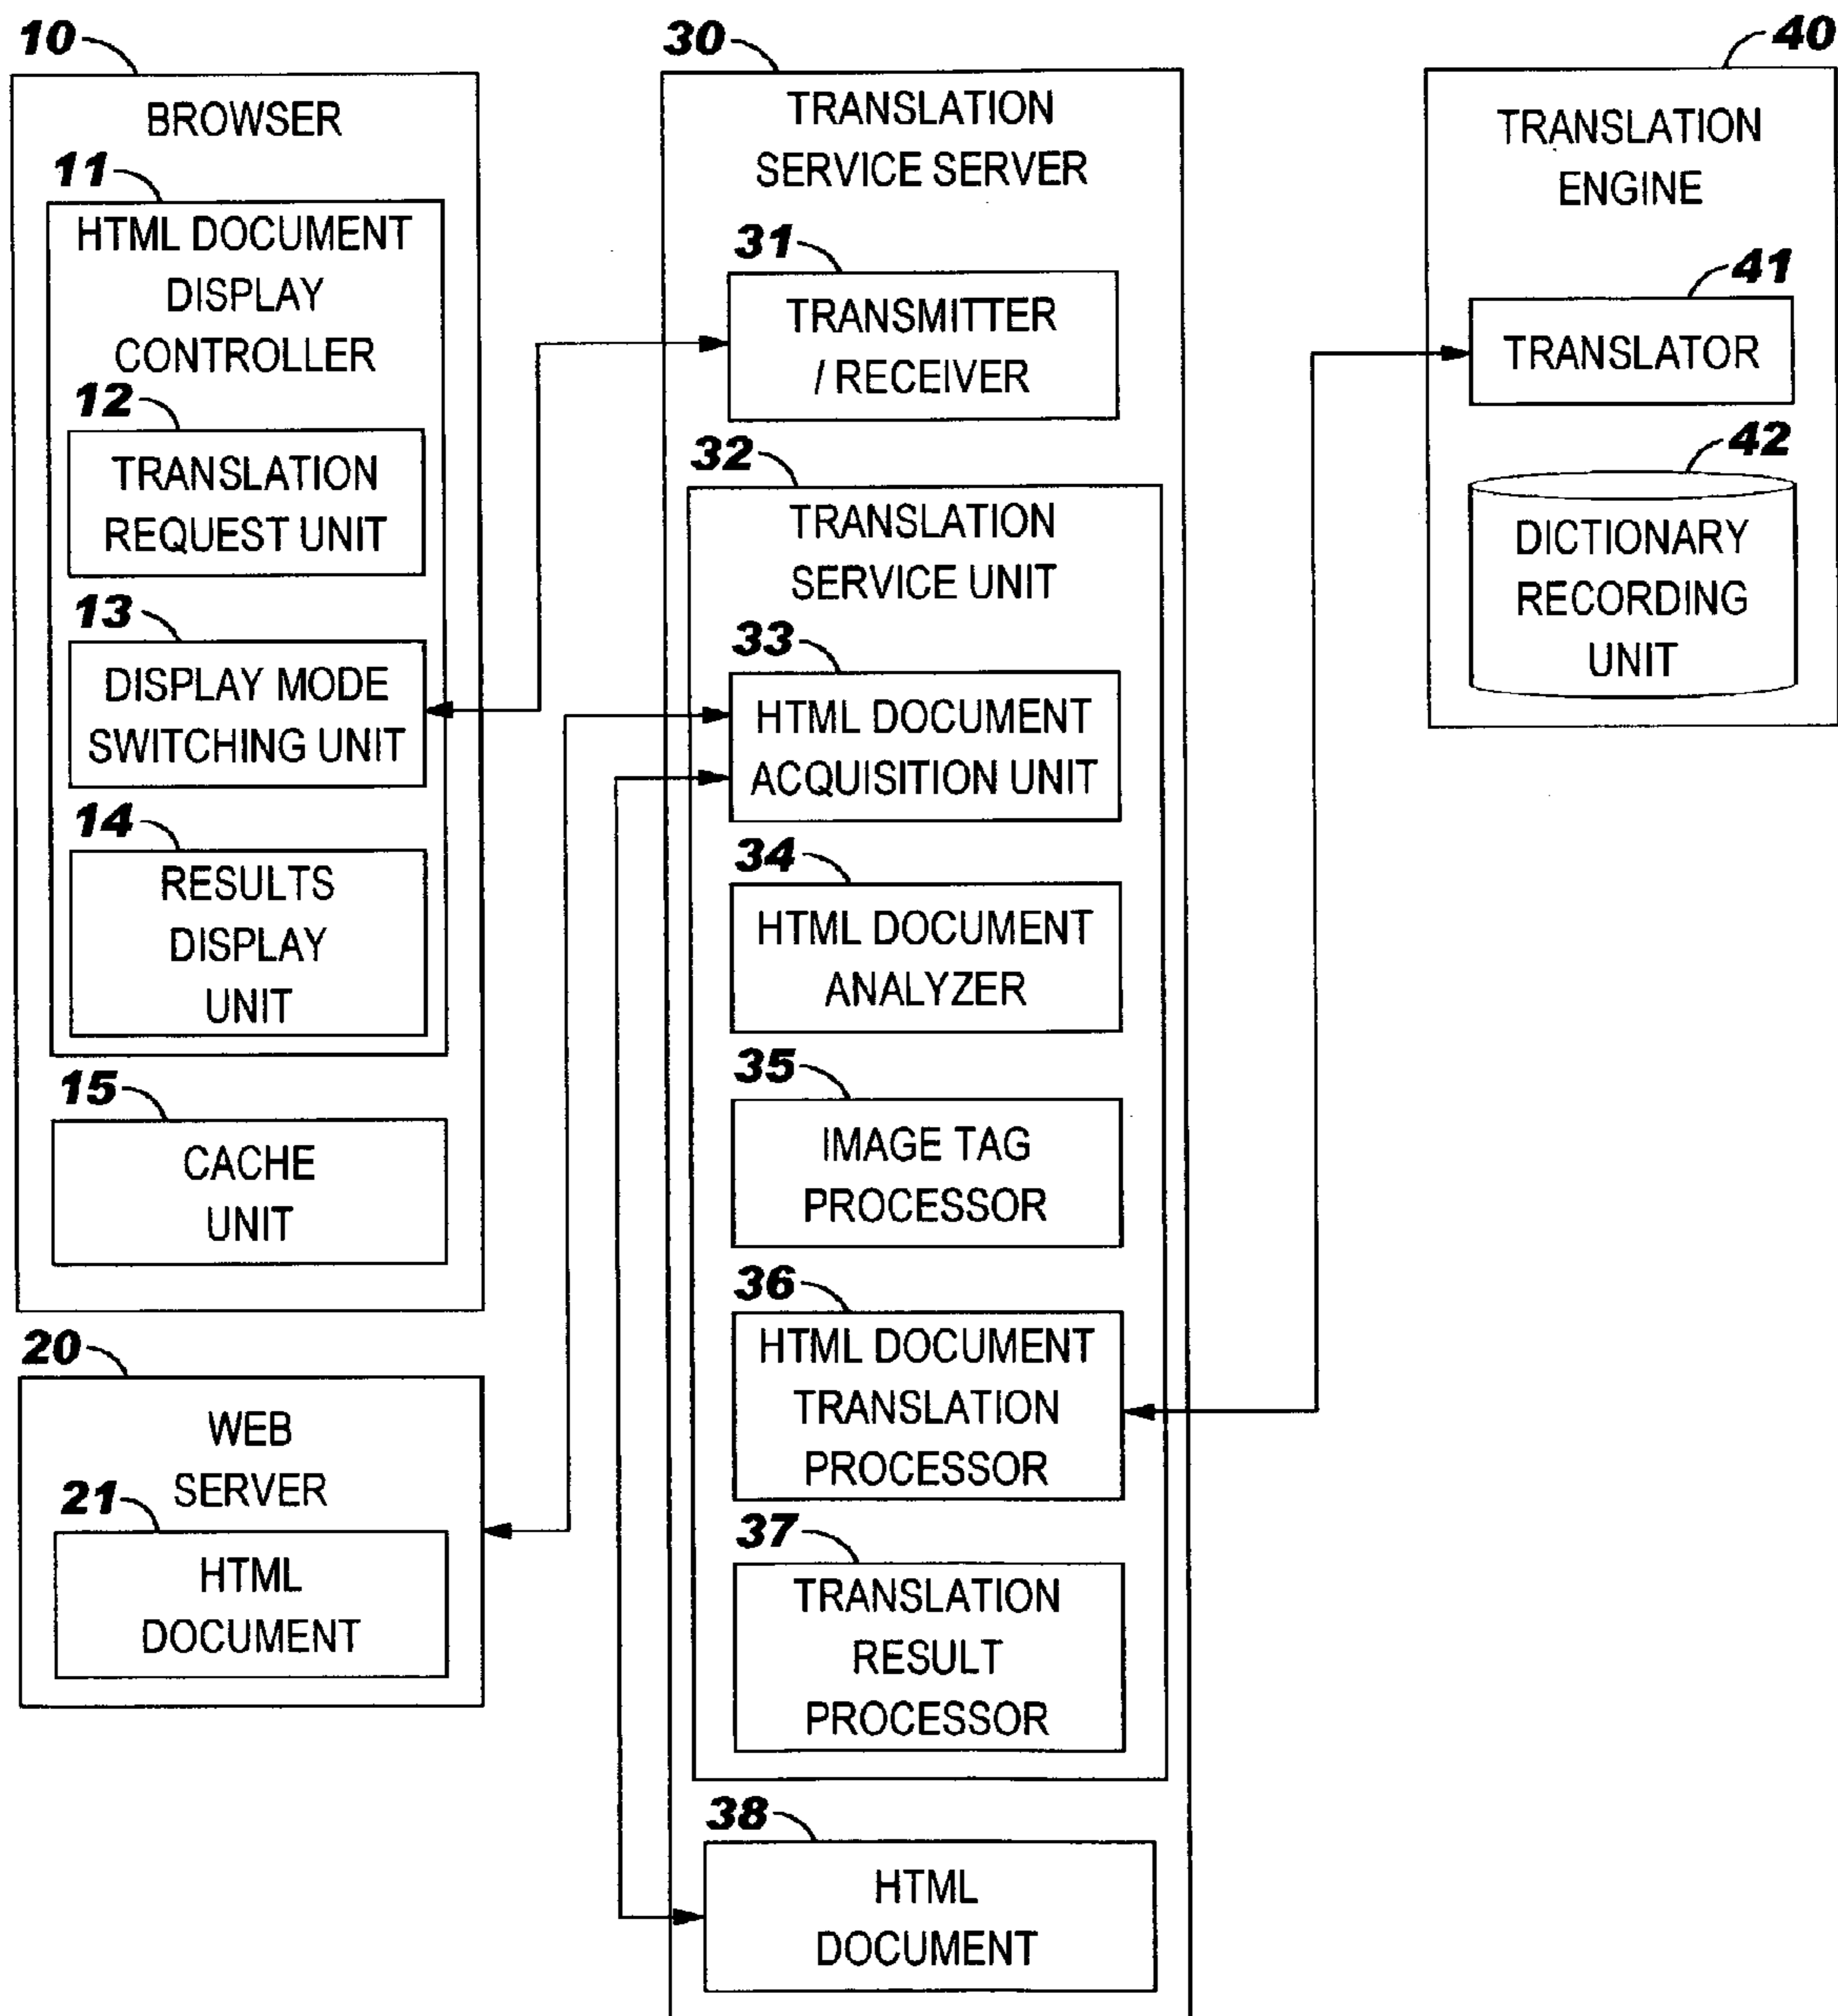 10
BROWSER
11
HTML DOCUMENT
DISPLAY
CONTROLLER
12
TRANSLATION
REQUEST UNIT
13
DISPLAY MODE
SWITCHING UNIT
14
RESULTS
DISPLAY
UNIT
15
CACHE
UNIT
20
WEB
SERVER
21
HTML
DOCUMENT
30
TRANSLATION
SERVICE SERVER
31
TRANSMITTER
/ RECEIVER
32
TRANSLATION
SERVICE UNIT
33
HTML DOCUMENT
ACQUISITION UNIT
34
HTML DOCUMENT
ANALYZER
35
IMAGE TAG
PROCESSOR
36
HTML DOCUMENT
TRANSLATION
PROCESSOR
37
TRANSLATION
RESULT
PROCESSOR
38
HTML
DOCUMENT
40
TRANSLATION
ENGINE
41
TRANSLATOR
42
DICTIONARY
RECORDING
UNIT